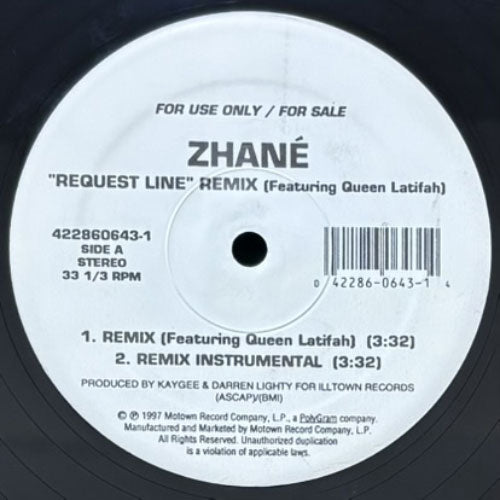 FOR USE ONLY / FOR SALE
ZHANÉ
"REQUEST LINE" REMIX (Featuring Queen Latifah)
422860643-1
SIDE A
STEREO
33 1/3 RPM
0 42286-0643-1 4
1. REMIX (Featuring Queen Latifah) (3:32)
2. REMIX INSTRUMENTAL (3:32)
PRODUCED BY KAYGEE & DARREN LIGHTY FOR ILLTOWN RECORDS
(ASCAP)/(BMI)
© ℗ 1997 Motown Record Company, L.P., a PolyGram company.
Manufactured and Marketed by Motown Record Company, L.P.
All Rights Reserved. Unauthorized duplication
is a violation of applicable laws.